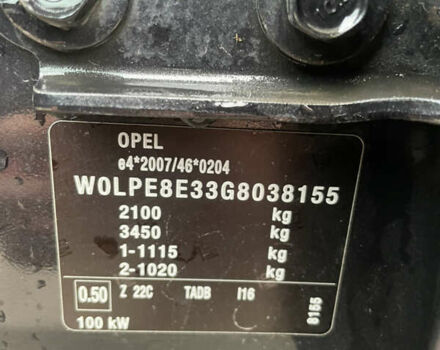 OPEL
e4*2007/46*0204
W0LPE8E33G8038155
2100 kg
3450 kg
1-1115 kg
2-1020 kg
0.50 Z 22C TADB I16
100 kW
8155